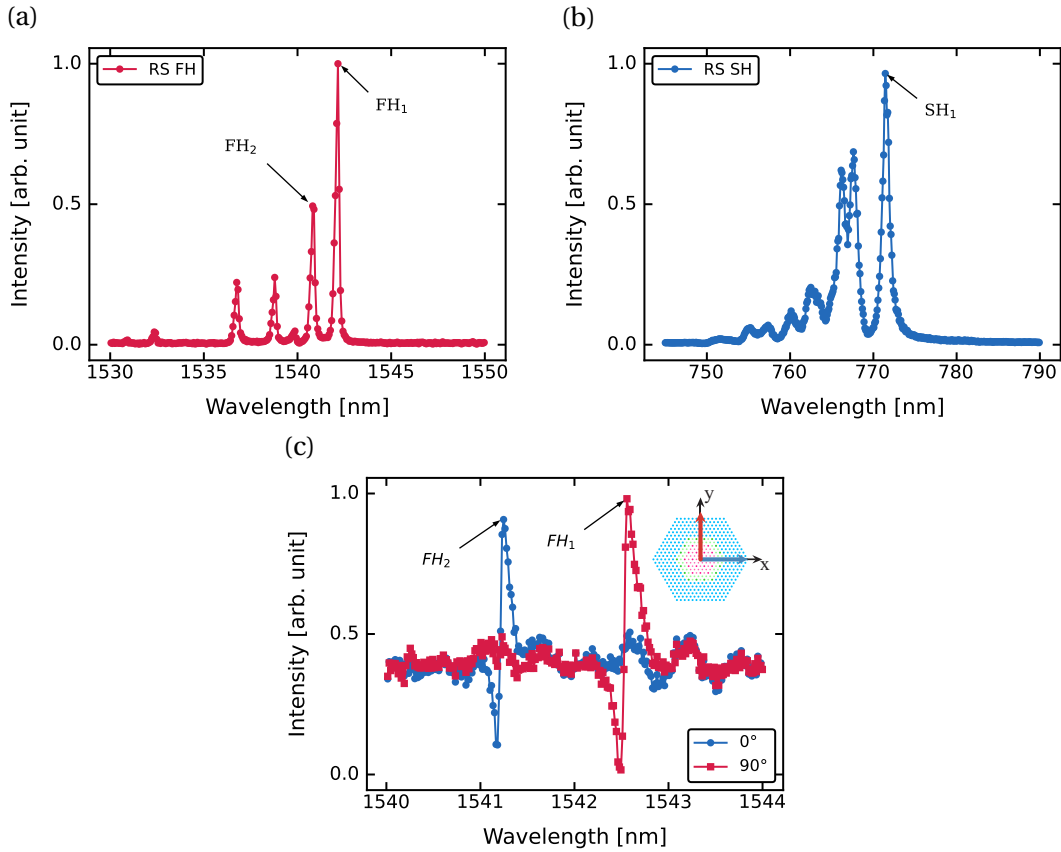 (a)
RS FH
FH₁
FH₂
Intensity [arb. unit]
1.0
0.5
0.0
1530
1535
1540
1545
1550
Wavelength [nm]
(b)
RS SH
SH₁
Intensity [arb. unit]
1.0
0.5
0.0
750
760
770
780
790
Wavelength [nm]
(c)
y
x
FH₂
FH₁
Intensity [arb. unit]
1.0
0.5
0.0
0°
90°
1540
1541
1542
1543
1544
Wavelength [nm]